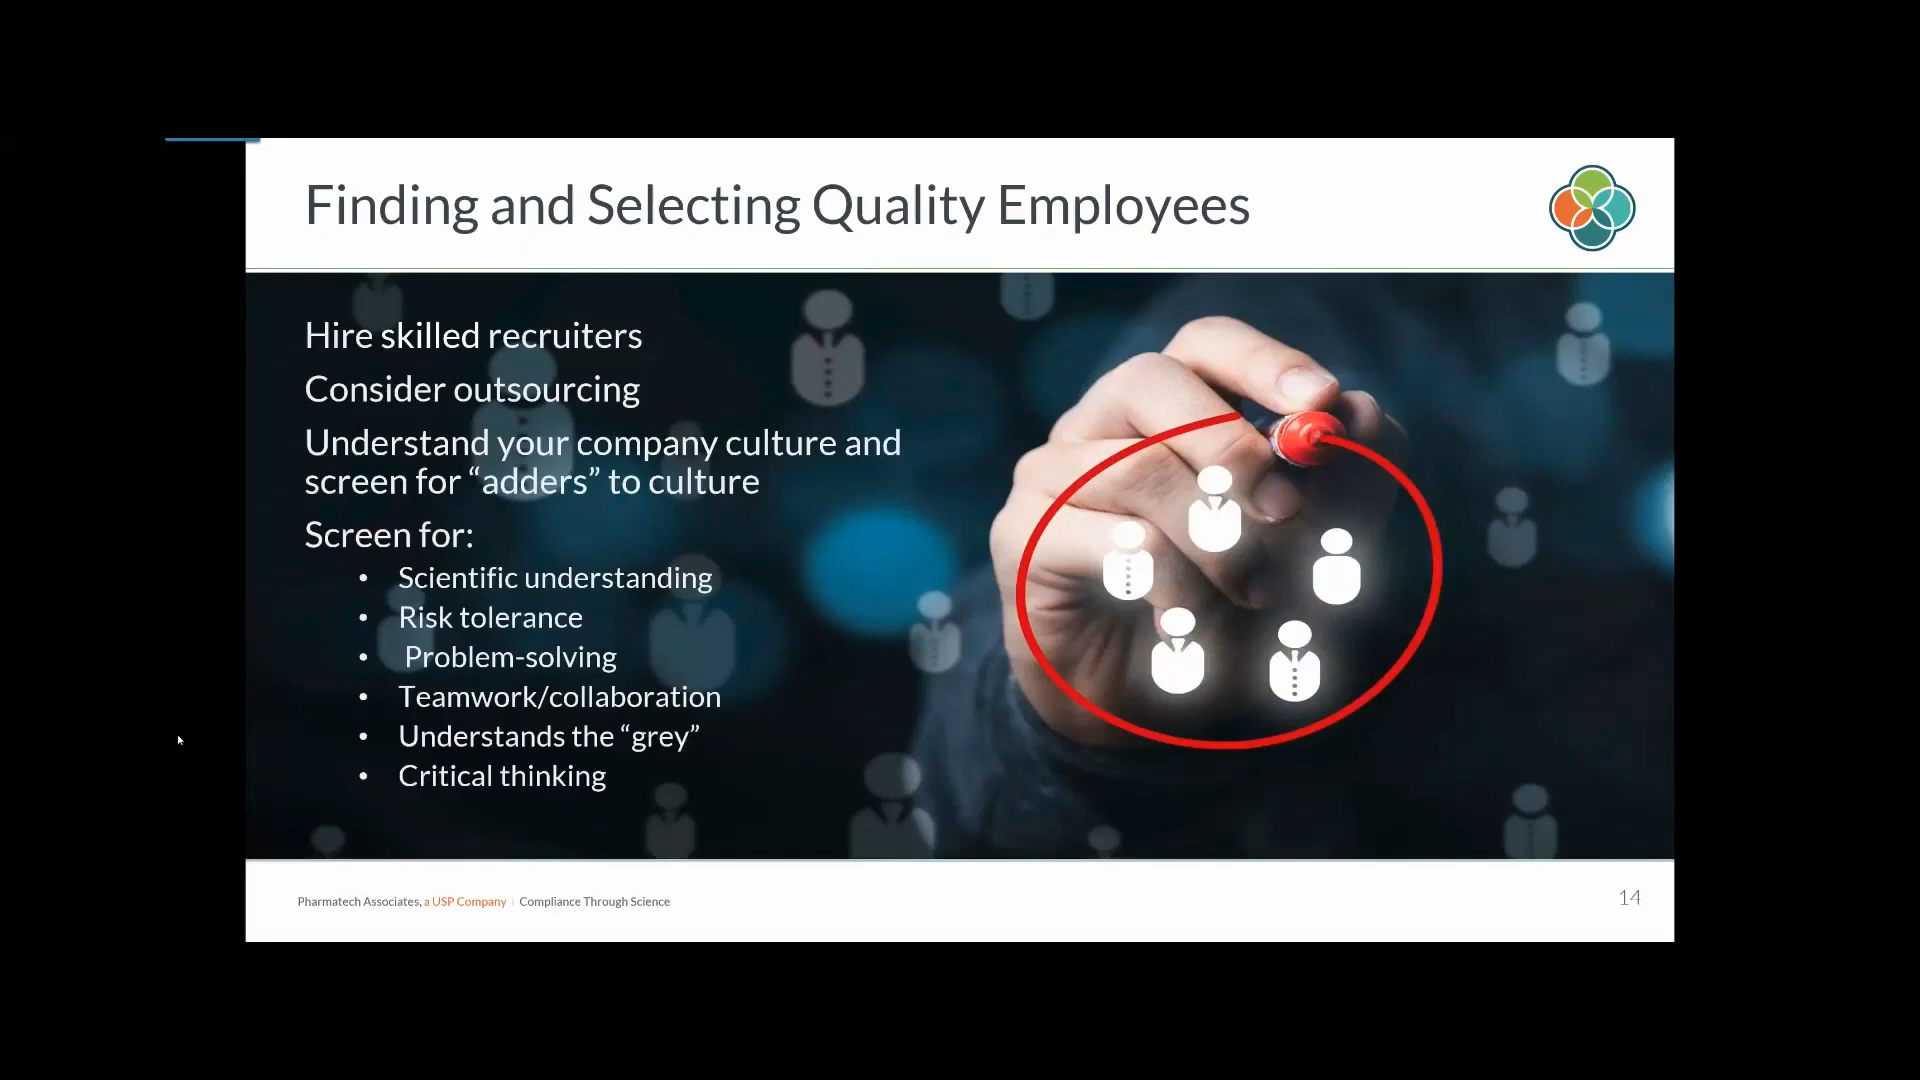 Finding and Selecting Quality Employees
Hire skilled recruiters
Consider outsourcing
Understand your company culture and
screen for “adders” to culture
Screen for:
• Scientific understanding
• Risk tolerance
• Problem-solving
• Teamwork/collaboration
• Understands the “grey”
• Critical thinking
Pharmatech Associates, a USP Company | Compliance Through Science
14